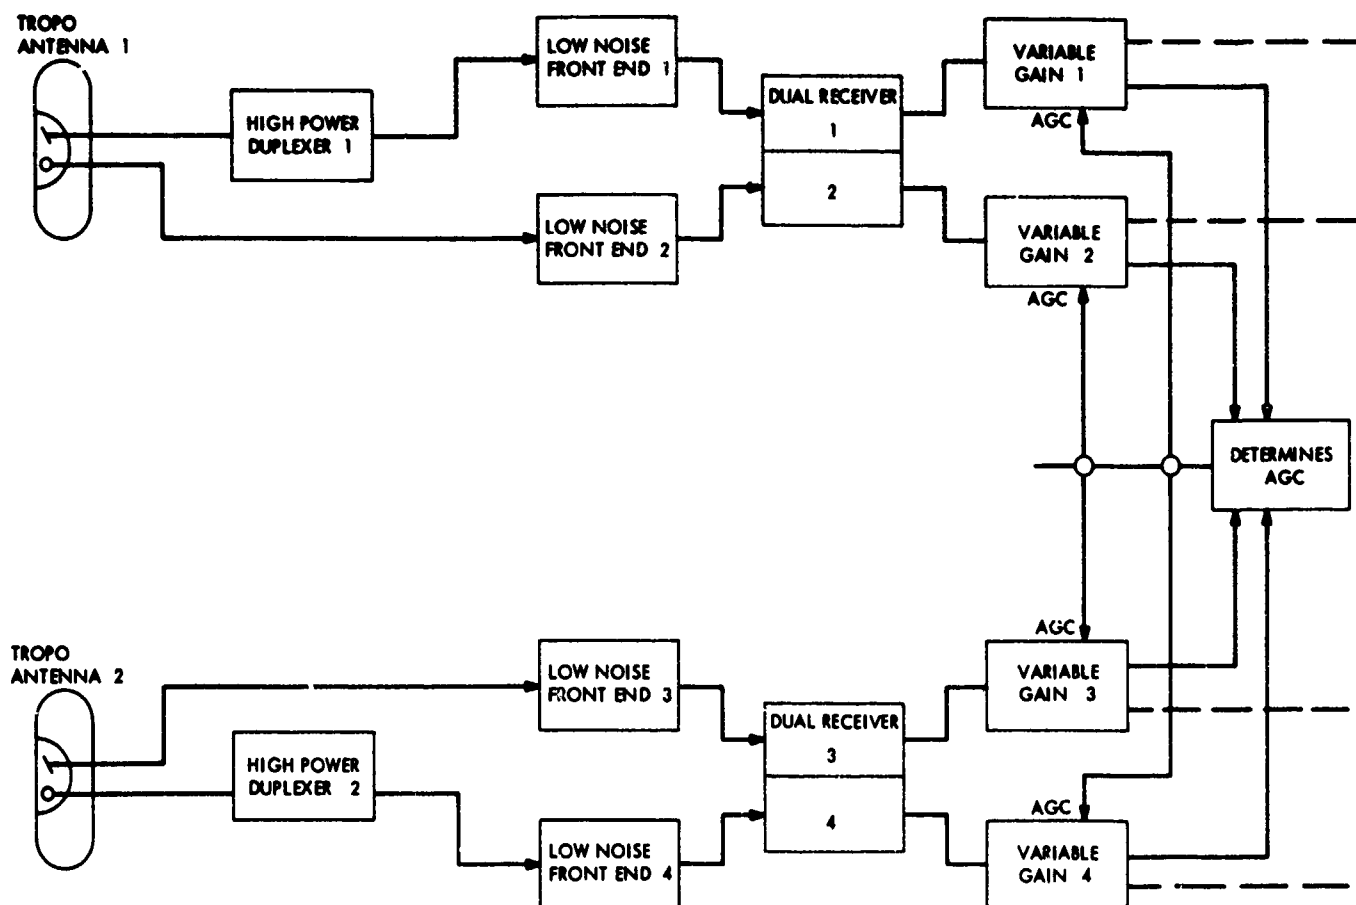 TROPO
ANTENNA 1
HIGH POWER
DUPLEXER 1
LOW NOISE
FRONT END 1
LOW NOISE
FRONT END 2
DUAL RECEIVER
1
2
VARIABLE
GAIN 1
AGC
VARIABLE
GAIN 2
AGC
DETERMINES
AGC
TROPO
ANTENNA 2
HIGH POWER
DUPLEXER 2
LOW NOISE
FRONT END 3
LOW NOISE
FRONT END 4
DUAL RECEIVER
3
4
AGC
VARIABLE
GAIN 3
AGC
VARIABLE
GAIN 4